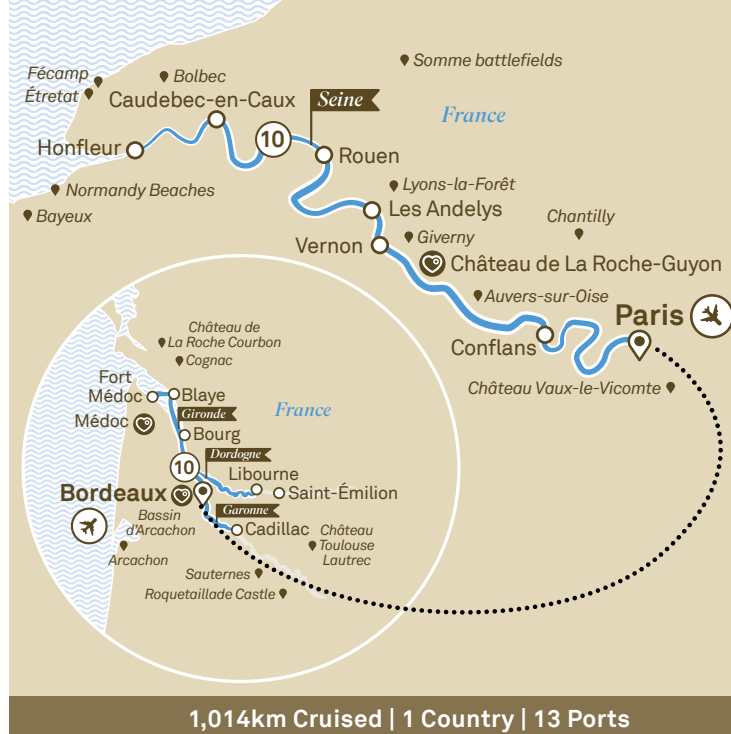 Somme battlefields
Fécamp
Bolbec
Étretat
Caudebec-en-Caux
Seine
France
10
Honfleur
Rouen
Normandy Beaches
Lyons-la-Forêt
Bayeux
Les Andelys
Chantilly
Vernon
Giverny
Château de La Roche-Guyon
Auvers-sur-Oise
Paris
Conflans
Château Vaux-le-Vicomte
Château de
La Roche Courbon
Cognac
Fort
Médoc
Blaye
France
Gironde
Médoc
Bourg
Dordogne
10
Libourne
Bordeaux
Saint-Émilion
Garonne
Bassin
d'Arcachon
Cadillac
Château
Toulouse
Lautrec
Arcachon
Sauternes
Roquetaillade Castle
1,014km Cruised | 1 Country | 13 Ports